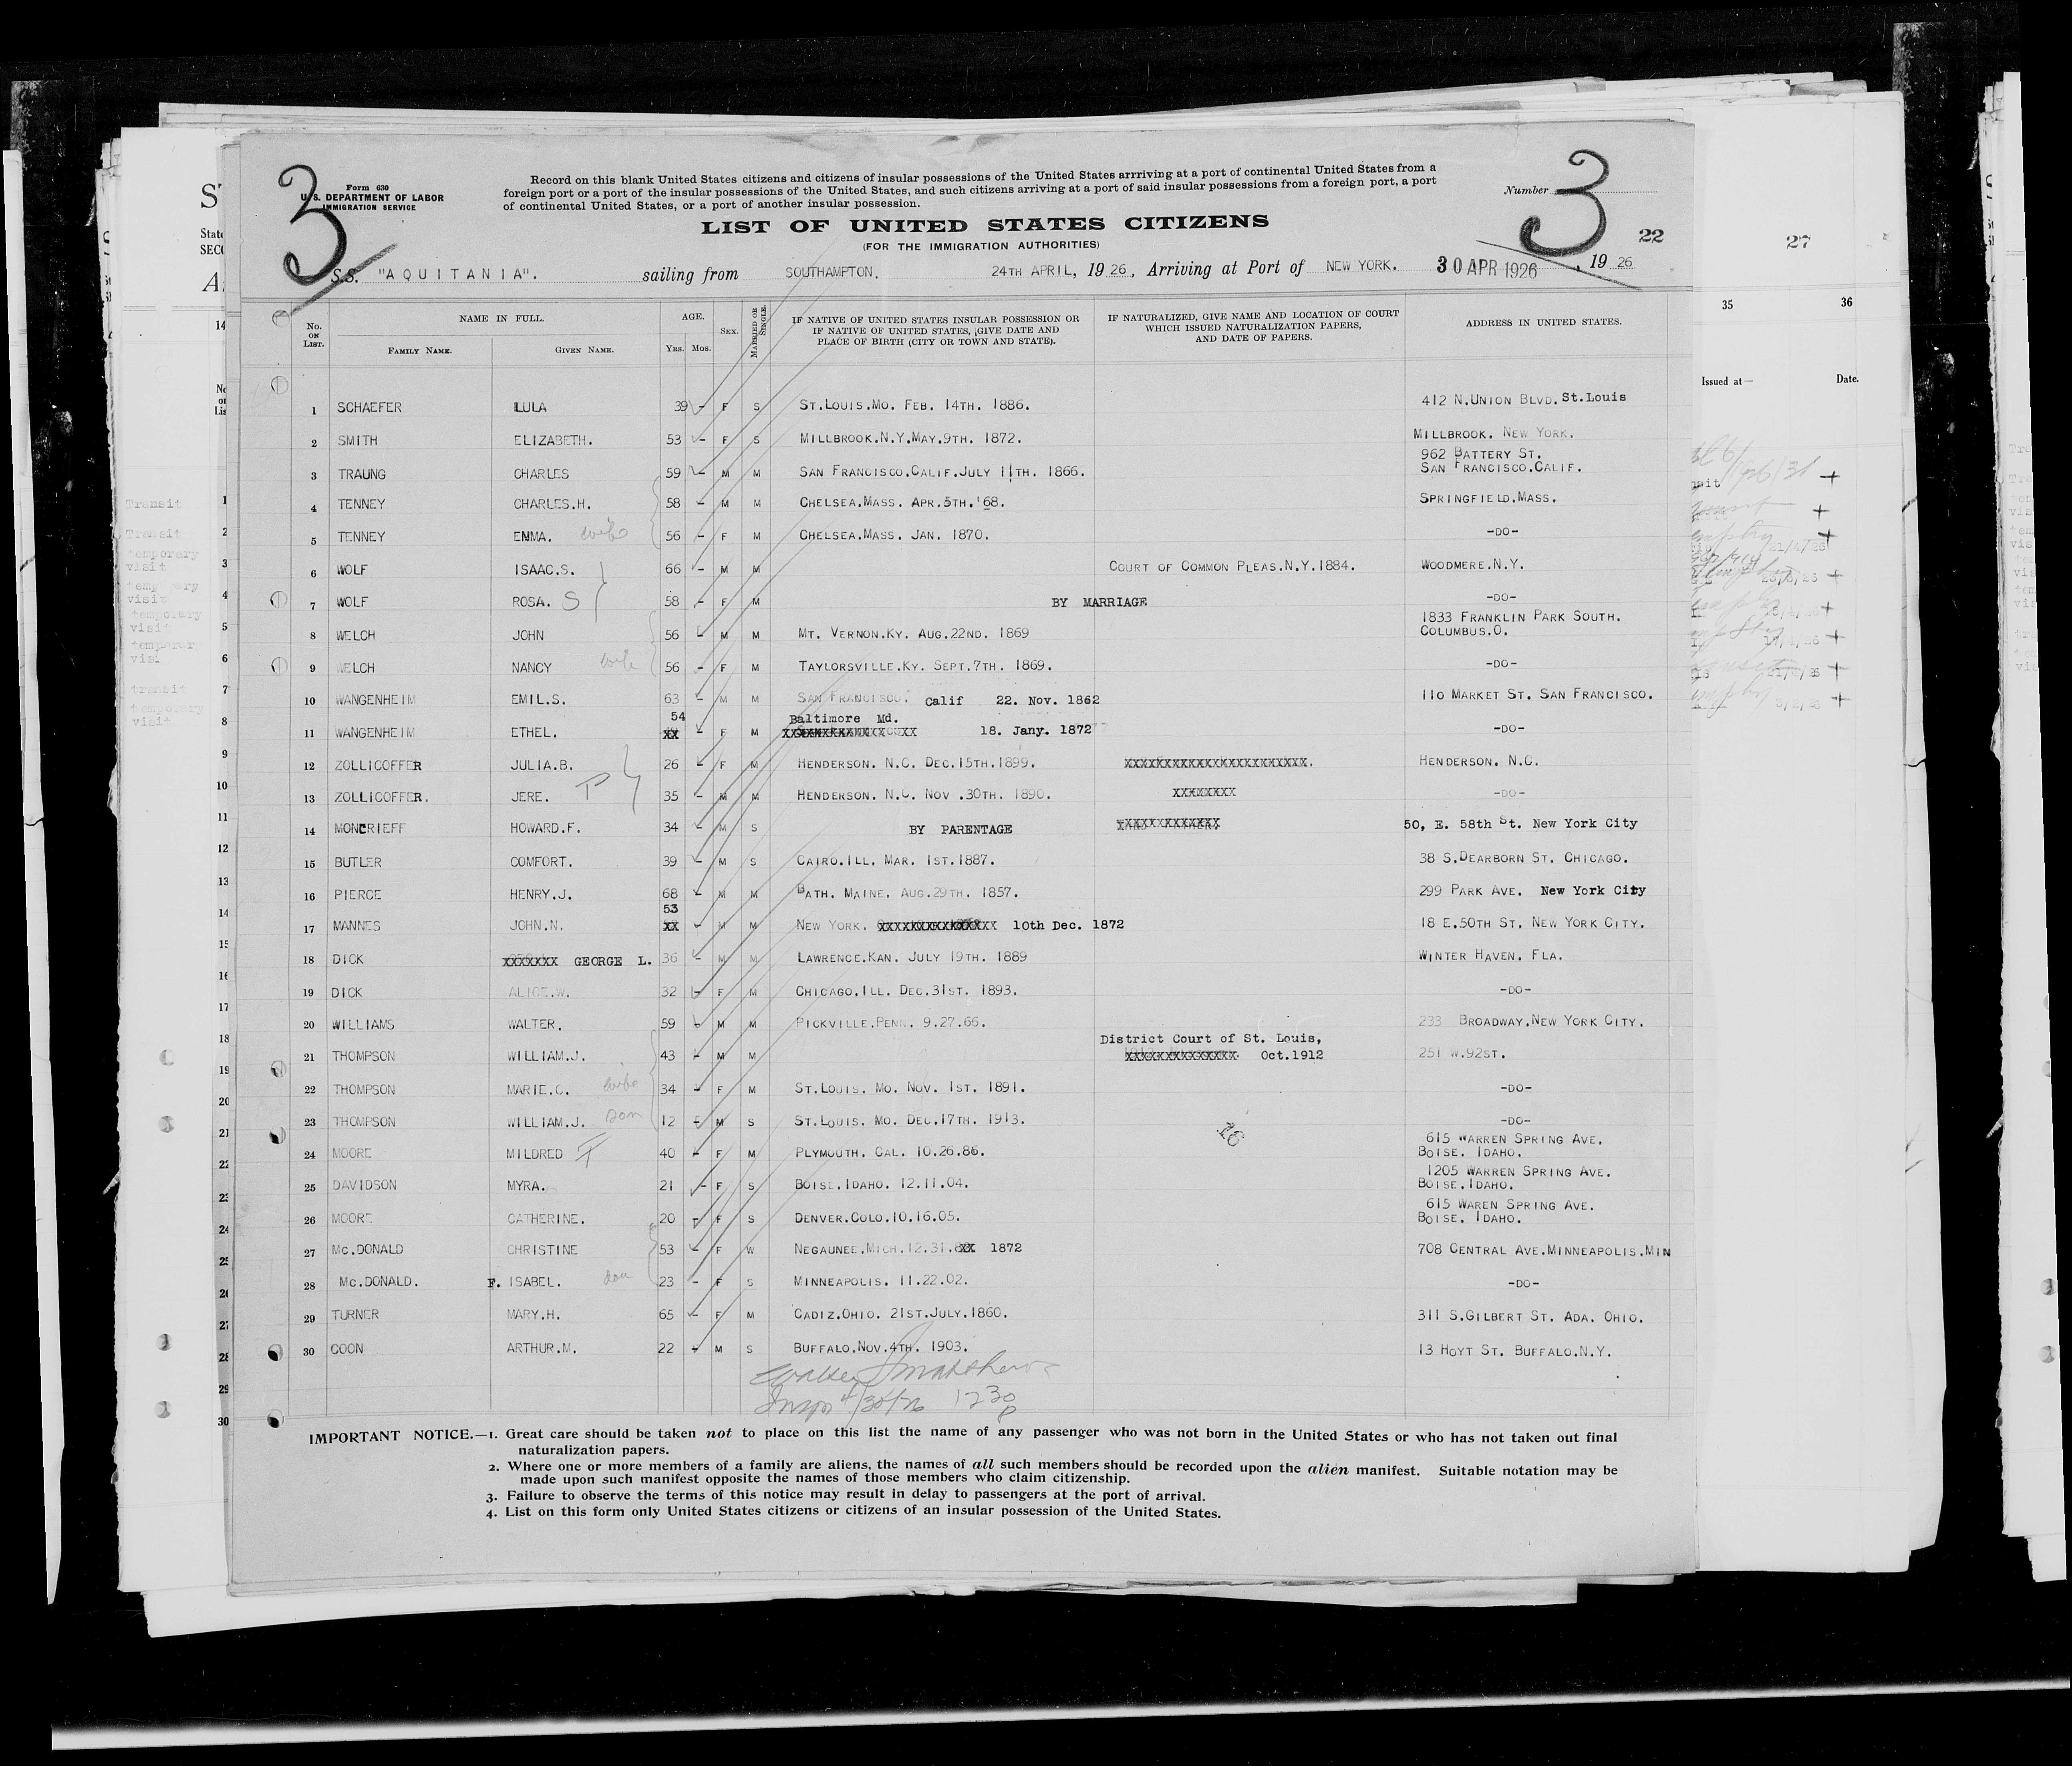 3
Form 630
U.S. DEPARTMENT OF LABOR
IMMIGRATION SERVICE
Record on this blank United States citizens and citizens of insular possessions of the United States arrriving at a port of continental United States from a
foreign port or a port of the insular possessions of the United States, and such citizens arriving at a port of said insular possessions from a foreign port, a port
of continental United States, or a port of another insular possession.
Number 3
LIST OF UNITED STATES CITIZENS
(FOR THE IMMIGRATION AUTHORITIES)
22
27
S.S. "AQUITANIA". sailing from SOUTHAMPTON. 24TH APRIL, 1926, Arriving at Port of NEW YORK. 30 APR 1926, 1926
No. ON LIST. NAME IN FULL. FAMILY NAME. GIVEN NAME. AGE. YRS. MOS. SEX. MARRIED OR SINGLE. IF NATIVE OF UNITED STATES INSULAR POSSESSION OR IF NATIVE OF UNITED STATES, GIVE DATE AND PLACE OF BIRTH (CITY OR TOWN AND STATE). IF NATURALIZED, GIVE NAME AND LOCATION OF COURT WHICH ISSUED NATURALIZATION PAPERS, AND DATE OF PAPERS. ADDRESS IN UNITED STATES.
35 36
Issued at— Date.
1 SCHAEFER LULA 39 - F S ST.LOUIS.MO. FEB. 14TH. 1886. 412 N.UNION BLVD. St.Louis
2 SMITH ELIZABETH. 53 - F S MILLBROOK.N.Y.MAY.9TH. 1872. MILLBROOK. NEW YORK.
3 TRAUNG CHARLES 59 - M M SAN FRANCISCO.CALIF.JULY 11TH. 1866. 962 BATTERY ST. SAN FRANCISCO.CALIF.
4 TENNEY CHARLES.H. 58 - M M CHELSEA.MASS. APR.5TH.'68. SPRINGFIELD.MASS.
5 TENNEY EMMA. wife 56 - F M CHELSEA.MASS. JAN. 1870. -DO-
6 WOLF ISAAC.S. 66 - M M COURT OF COMMON PLEAS.N.Y.1884. WOODMERE.N.Y.
7 WOLF ROSA. S 58 - F M BY MARRIAGE -DO-
8 WELCH JOHN 56 - M M MT. VERNON.KY. AUG.22ND. 1869 1833 FRANKLIN PARK SOUTH. COLUMBUS.O.
9 WELCH NANCY wife 56 - F M TAYLORSVILLE.KY. SEPT.7TH. 1869. -DO-
10 WANGENHEIM EMIL.S. 63 - M M SAN FRANCISCO. Calif 22. Nov. 1862 110 MARKET ST. SAN FRANCISCO.
11 WANGENHEIM ETHEL. 54 XX - F M Baltimore Md. 18. Jany. 1872 -DO-
12 ZOLLICOFFER JULIA.B. 26 - F M HENDERSON. N.C. DEC.15TH.1899. XXXXXXXXXXXXXXXXXXXXXXX. HENDERSON. N.C.
13 ZOLLICOFFER. JERE. 35 - M M HENDERSON. N.C. NOV .30TH. 1890. XXXXXXXX -DO-
14 MONCRIEFF HOWARD.F. 34 - M S BY PARENTAGE 50, E. 58th St. New York City
15 BUTLER COMFORT. 39 - M S CAIRO.ILL. MAR. 1ST.1887. 38 S.DEARBORN ST. CHICAGO.
16 PIERCE HENRY.J. 68 - M M BATH. MAINE. AUG.29TH. 1857. 299 PARK AVE. New York City
17 MANNES JOHN.N. 53 XX - M M NEW YORK. 10th Dec. 1872 18 E.50TH ST. NEW YORK CITY.
18 DICK XXXXXXX GEORGE L. 36 - M M LAWRENCE.KAN. JULY 19TH. 1889 WINTER HAVEN. FLA.
19 DICK ALICE.W. 32 - F M CHICAGO.ILL. DEC.31ST. 1893. -DO-
20 WILLIAMS WALTER. 59 - M M PICKVILLE.PENN. 9.27.66. 233 BROADWAY.NEW YORK CITY.
21 THOMPSON WILLIAM.J. 43 - M M District Court of St. Louis, XXXXXXXXXXXXXX Oct.1912 251 W.92ST.
22 THOMPSON MARIE.C. wife 34 - F M ST.LOUIS. MO. NOV. 1ST. 1891. -DO-
23 THOMPSON WILLIAM.J. son 12 - M S ST.LOUIS. MO. DEC.17TH. 1913. -DO-
16
24 MOORE MILDRED 40 - F M PLYMOUTH. CAL. 10.26.86. 615 WARREN SPRING AVE. BOISE. IDAHO.
25 DAVIDSON MYRA. 21 - F S BOISE.IDAHO. 12.11.04. 1205 WARREN SPRING AVE. BOISE.IDAHO.
26 MOORE CATHERINE. 20 - F S DENVER.COLO.10.16.05. 615 WAREN SPRING AVE. BOISE. IDAHO.
27 Mc.DONALD CHRISTINE 53 - F W NEGAUNEE.MICH.12.31. 1872 708 CENTRAL AVE.MINNEAPOLIS.MIN
28 Mc.DONALD. F. ISABEL. dau 23 - F S MINNEAPOLIS. 11.22.02. -DO-
29 TURNER MARY.H. 65 - F M CADIZ.OHIO. 21ST.JULY.1860. 311 S.GILBERT ST. ADA. OHIO.
30 COON ARTHUR.M. 22 - M S BUFFALO.NOV.4TH. 1903. 13 HOYT ST. BUFFALO.N.Y.
Inspr 4/30/26 12 30 P
IMPORTANT NOTICE.—1. Great care should be taken not to place on this list the name of any passenger who was not born in the United States or who has not taken out final
naturalization papers.
2. Where one or more members of a family are aliens, the names of all such members should be recorded upon the alien manifest. Suitable notation may be
made upon such manifest opposite the names of those members who claim citizenship.
3. Failure to observe the terms of this notice may result in delay to passengers at the port of arrival.
4. List on this form only United States citizens or citizens of an insular possession of the United States.